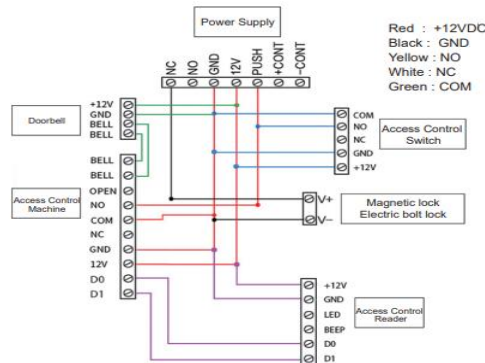 Power Supply
Red : +12VDC
Black : GND
Yellow : NO
White : NC
Green : COM
NC
NO
GND
12V
PUSH
+CONT
−CONT
Doorbell
+12V
GND
BELL
BELL
COM
NO
NC
GND
+12V
Access Control
Switch
Access Control
Machine
BELL
BELL
OPEN
NO
COM
NC
GND
12V
D0
D1
V+
V−
Magnetic lock
Electric bolt lock
+12V
GND
LED
BEEP
D0
D1
Access Control
Reader